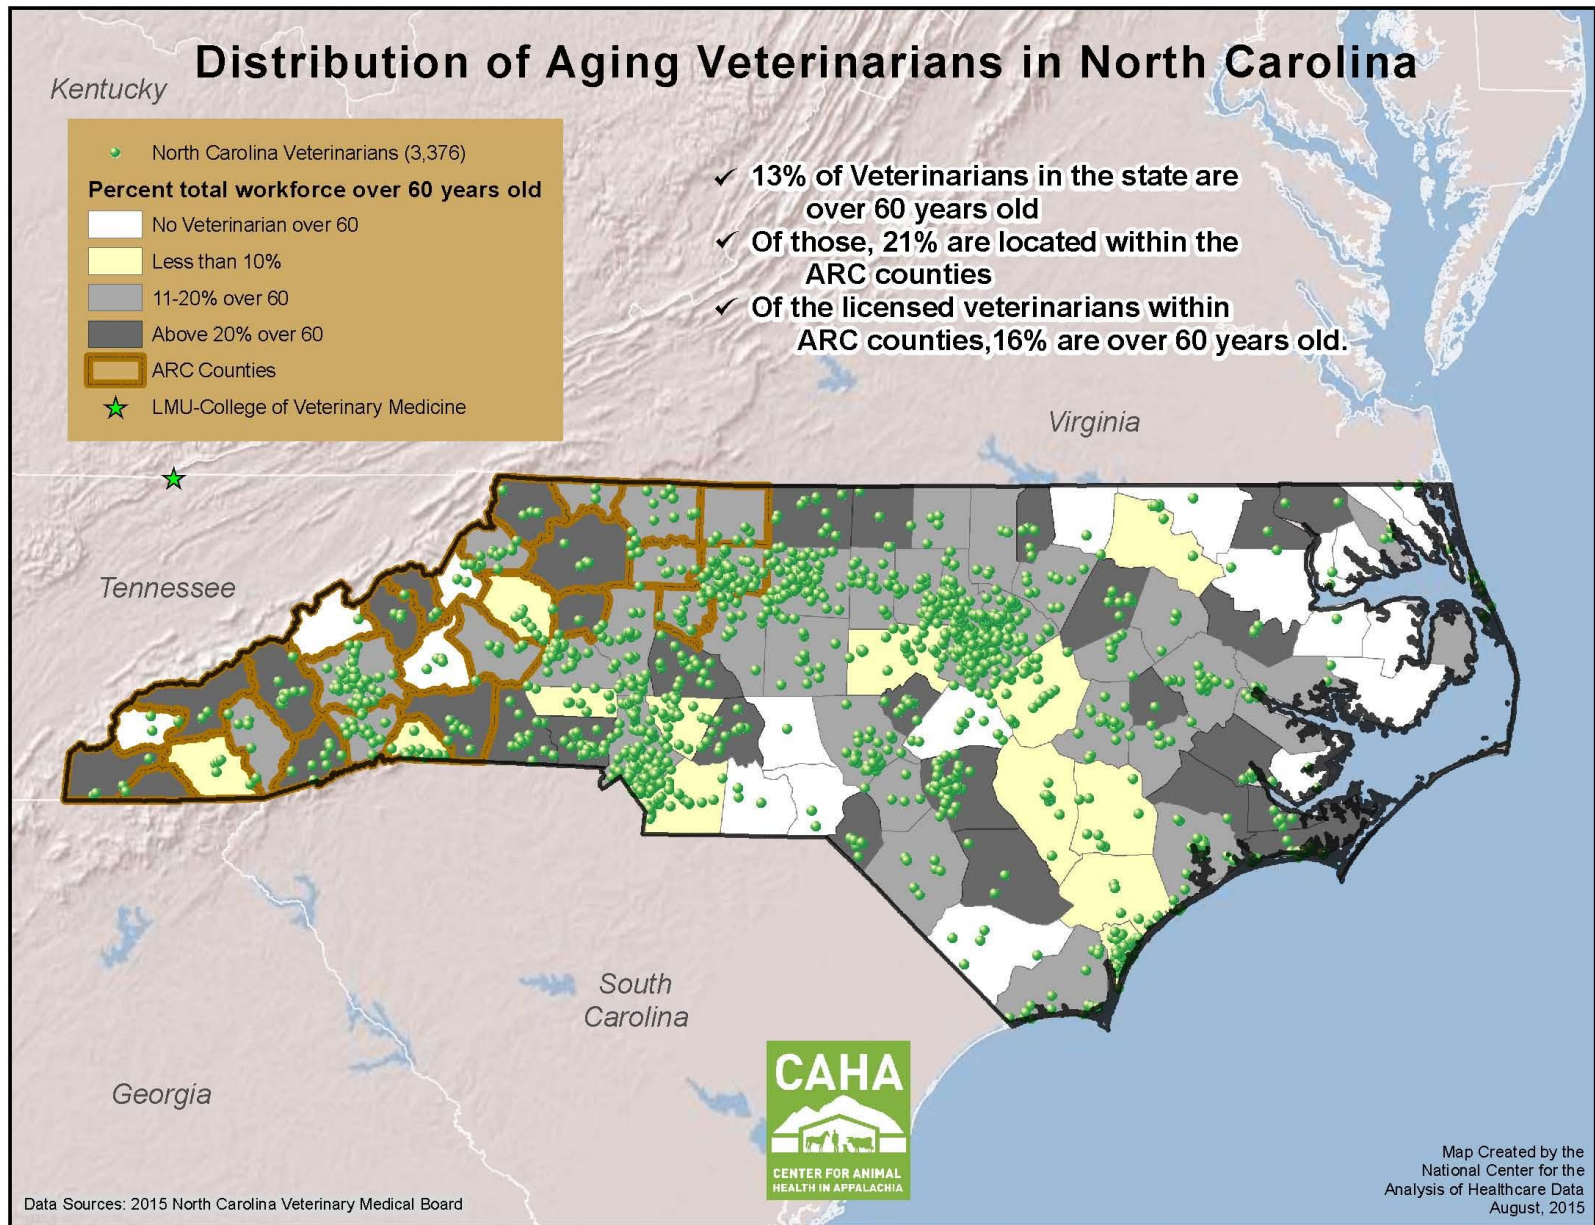 Distribution of Aging Veterinarians in North Carolina
Kentucky
North Carolina Veterinarians (3,376)
Percent total workforce over 60 years old
No Veterinarian over 60
Less than 10%
11-20% over 60
Above 20% over 60
ARC Counties
LMU-College of Veterinary Medicine
✓ 13% of Veterinarians in the state are
over 60 years old
✓ Of those, 21% are located within the
ARC counties
✓ Of the licensed veterinarians within
ARC counties,16% are over 60 years old.
Virginia
Tennessee
South
Carolina
Georgia
CAHA
CENTER FOR ANIMAL
HEALTH IN APPALACHIA
Data Sources: 2015 North Carolina Veterinary Medical Board
Map Created by the
National Center for the
Analysis of Healthcare Data
August, 2015